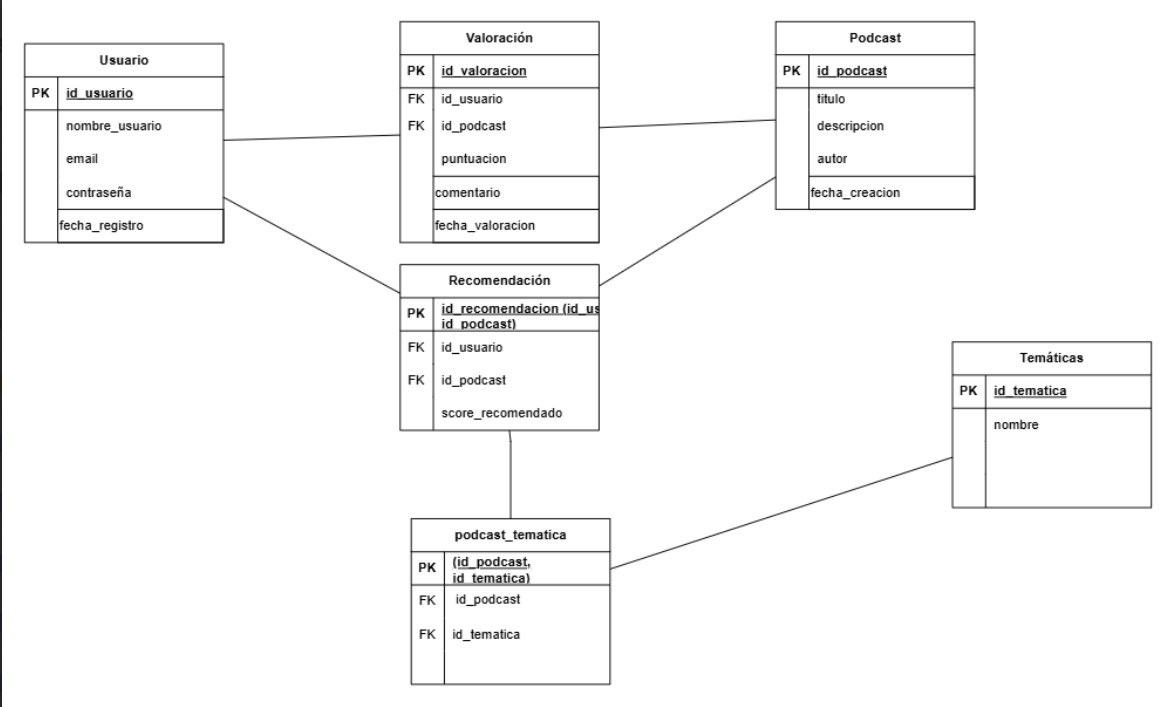 Usuario
PK id_usuario
nombre_usuario
email
contraseña
fecha_registro
Valoración
PK id_valoracion
FK id_usuario
FK id_podcast
puntuacion
comentario
fecha_valoracion
Podcast
PK id_podcast
titulo
descripcion
autor
fecha_creacion
Recomendación
PK id_recomendacion (id_us
id_podcast)
FK id_usuario
FK id_podcast
score_recomendado
Temáticas
PK id_tematica
nombre
podcast_tematica
PK (id_podcast,
id_tematica)
FK id_podcast
FK id_tematica